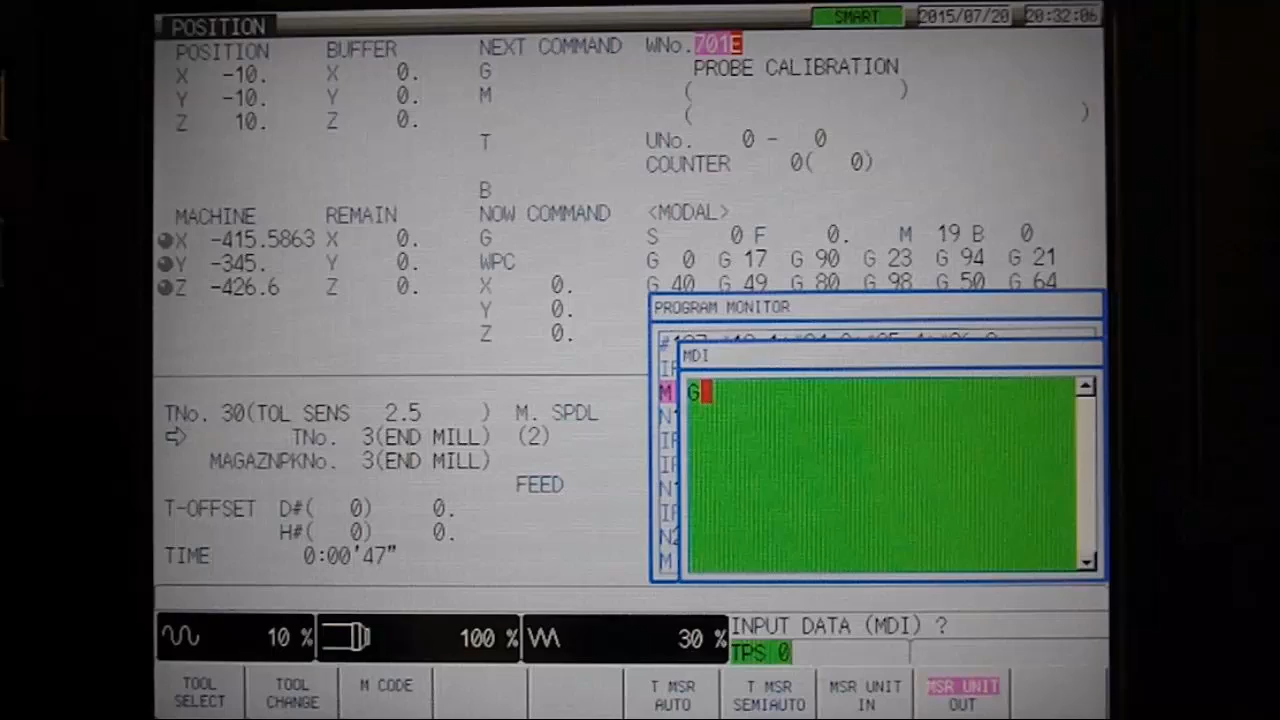 POSITION SMART 2015/07/20 20:32:06
POSITION BUFFER NEXT COMMAND WNo. 701E
X -10. X 0. G PROBE CALIBRATION
Y -10. Y 0. M ( )
Z 10. Z 0. ( )
T UNo. 0 - 0
COUNTER 0( 0)
B
MACHINE REMAIN NOW COMMAND <MODAL>
X -415.5863 X 0. G S 0 F 0. M 19 B 0
Y -345. Y 0. WPC G 0 G 17 G 90 G 23 G 94 G 21
Z -426.6 Z 0. X 0. G 40 G 49 G 80 G 98 G 50 G 64
Y 0. PROGRAM MONITOR
Z 0.
MDI
M G
TNo. 30(TOL SENS 2.5 ) M. SPDL
⇨ TNo. 3(END MILL) (2)
MAGAZNPKNo. 3(END MILL)
FEED
T-OFFSET D#( 0) 0.
H#( 0) 0.
TIME 0:00'47"
M
10 % 100 % 30 % INPUT DATA (MDI) ?
TPS 0
TOOL SELECT TOOL CHANGE M CODE T MSR AUTO T MSR SEMIAUTO MSR UNIT IN MSR UNIT OUT